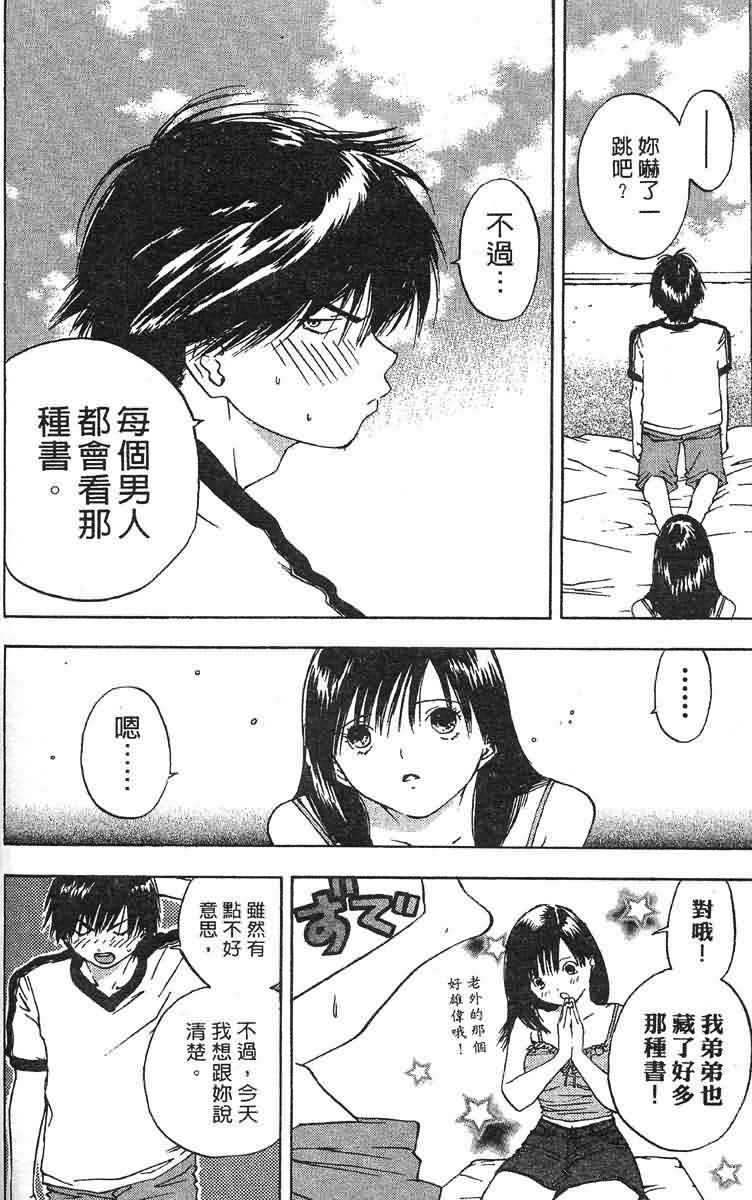 ——
妳嚇了一
跳吧？
不過…
每個男人
都會看那
種書。
……
嗯……
對哦！
我弟弟也
藏了好多
那種書！
老外的那個
好雄偉哦！
ずで
雖然有
點不好
意思，
不過，今天
我想跟妳說
清楚。